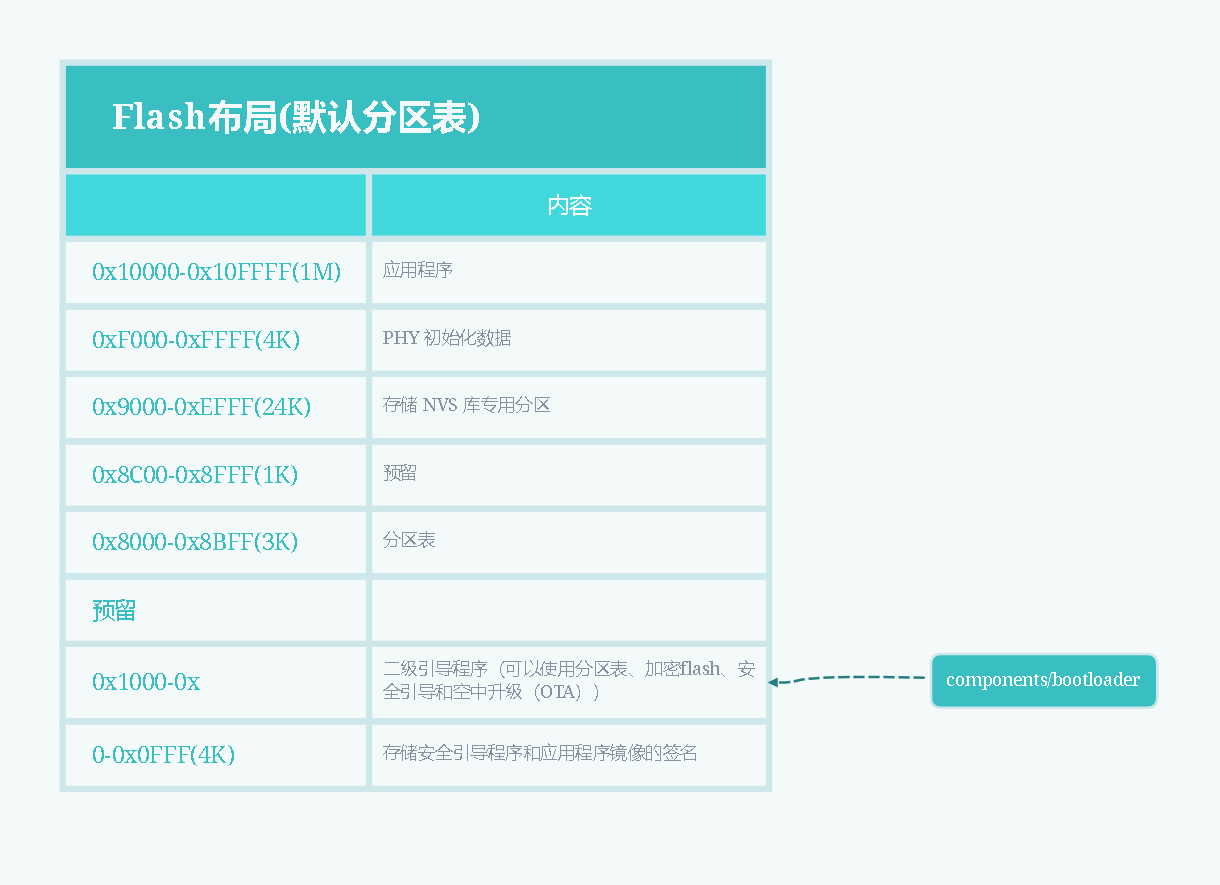 Flash布局(默认分区表)
内容
0x10000-0x10FFFF(1M)
应用程序
0xF000-0xFFFF(4K)
PHY 初始化数据
0x9000-0xEFFF(24K)
存储 NVS 库专用分区
0x8C00-0x8FFF(1K)
预留
0x8000-0x8BFF(3K)
分区表
预留
0x1000-0x
二级引导程序（可以使用分区表、加密flash、安
全引导和空中升级（OTA））
components/bootloader
0-0x0FFF(4K)
存储安全引导程序和应用程序镜像的签名